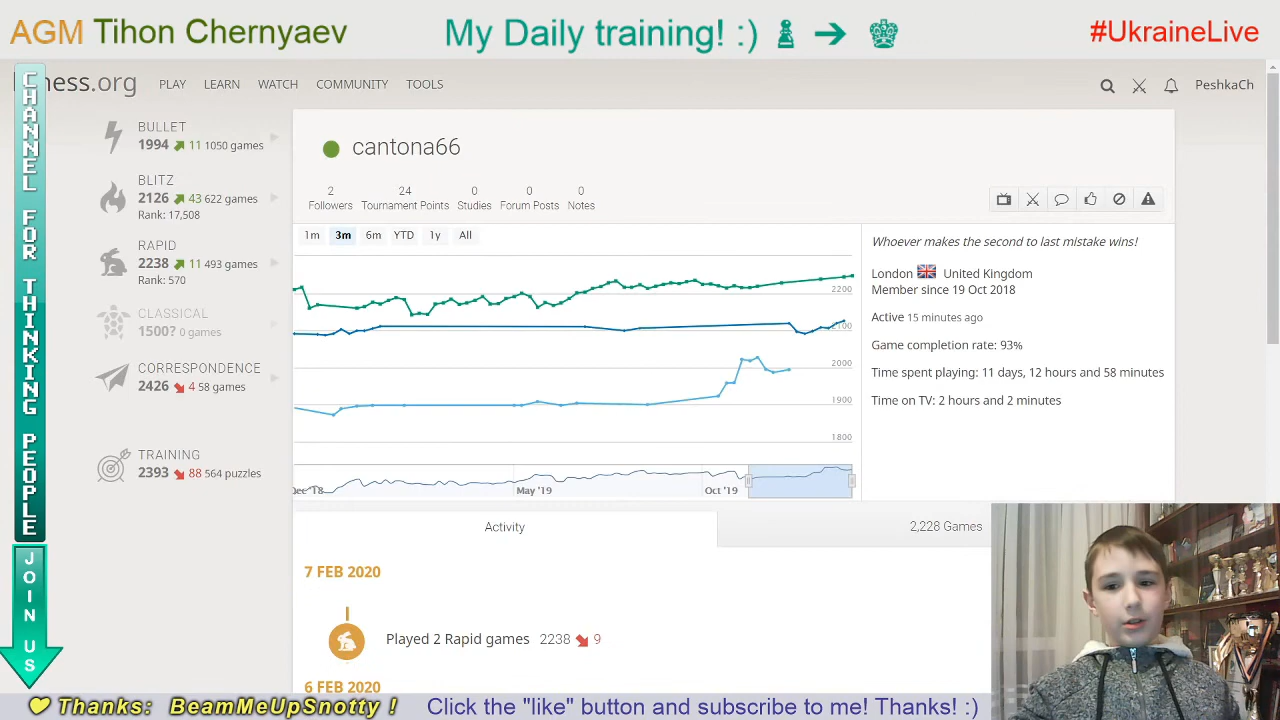 AGM Tihon Chernyaev
My Daily training! :)
#UkraineLive
CHANNEL FOR THINKING PEOPLE
JOIN US
ess.org
PLAY LEARN WATCH COMMUNITY TOOLS
PeshkaCh
BULLET
1994 11 1050 games
BLITZ
2126 43 622 games
Rank: 17,508
RAPID
2238 11 493 games
Rank: 570
CLASSICAL
1500? 0 games
CORRESPONDENCE
2426 4 58 games
TRAINING
2393 88 564 puzzles
cantona66
2 Followers
24 Tournament Points
0 Studies
0 Forum Posts
0 Notes
1m 3m 6m YTD 1y All
2200
2100
2000
1900
1800
Dec '18 May '19 Oct '19
Whoever makes the second to last mistake wins!
London United Kingdom
Member since 19 Oct 2018
Active 15 minutes ago
Game completion rate: 93%
Time spent playing: 11 days, 12 hours and 58 minutes
Time on TV: 2 hours and 2 minutes
Activity
2,228 Games
7 FEB 2020
Played 2 Rapid games 2238 9
6 FEB 2020
Thanks: BeamMeUpSnotty !
Click the "like" button and subscribe to me! Thanks! :)